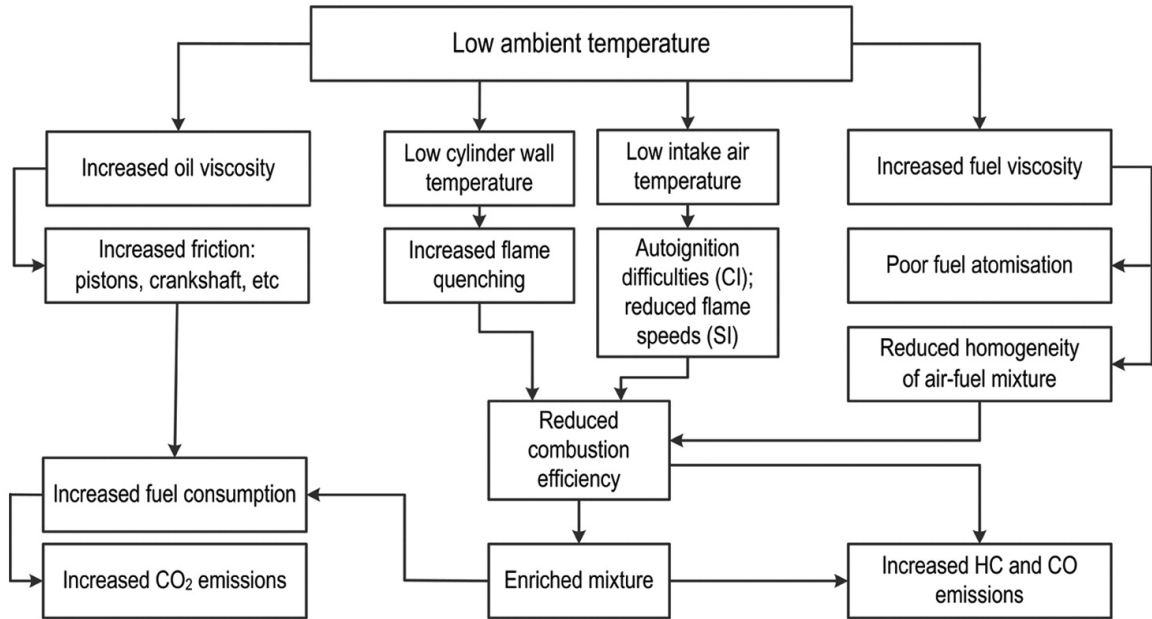 Low ambient temperature
Increased oil viscosity
Low cylinder wall
temperature
Low intake air
temperature
Increased fuel viscosity
Increased friction:
pistons, crankshaft, etc
Increased flame
quenching
Autoignition
difficulties (CI);
reduced flame
speeds (SI)
Poor fuel atomisation
Reduced homogeneity
of air-fuel mixture
Reduced
combustion
efficiency
Increased fuel consumption
Increased CO₂ emissions
Enriched mixture
Increased HC and CO
emissions